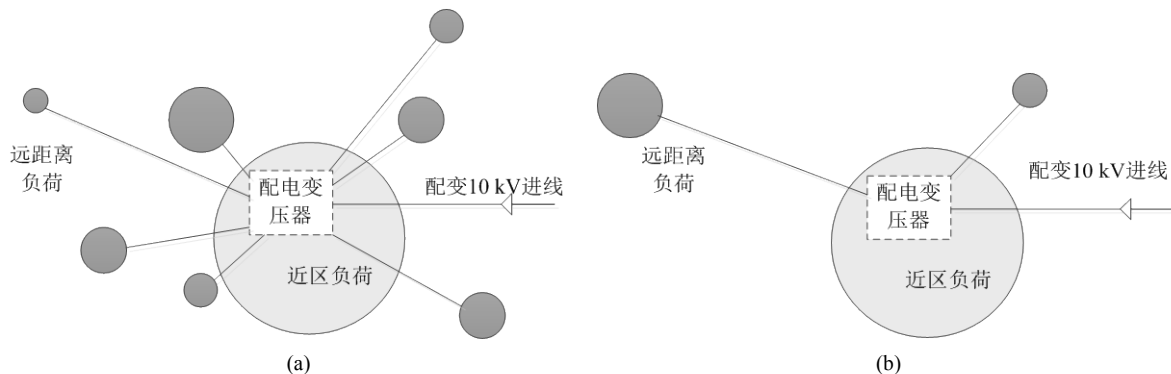 远距离
负荷
配电变
压器
配变10 kV进线
近区负荷
(a)
远距离
负荷
配电变
压器
配变10 kV进线
近区负荷
(b)